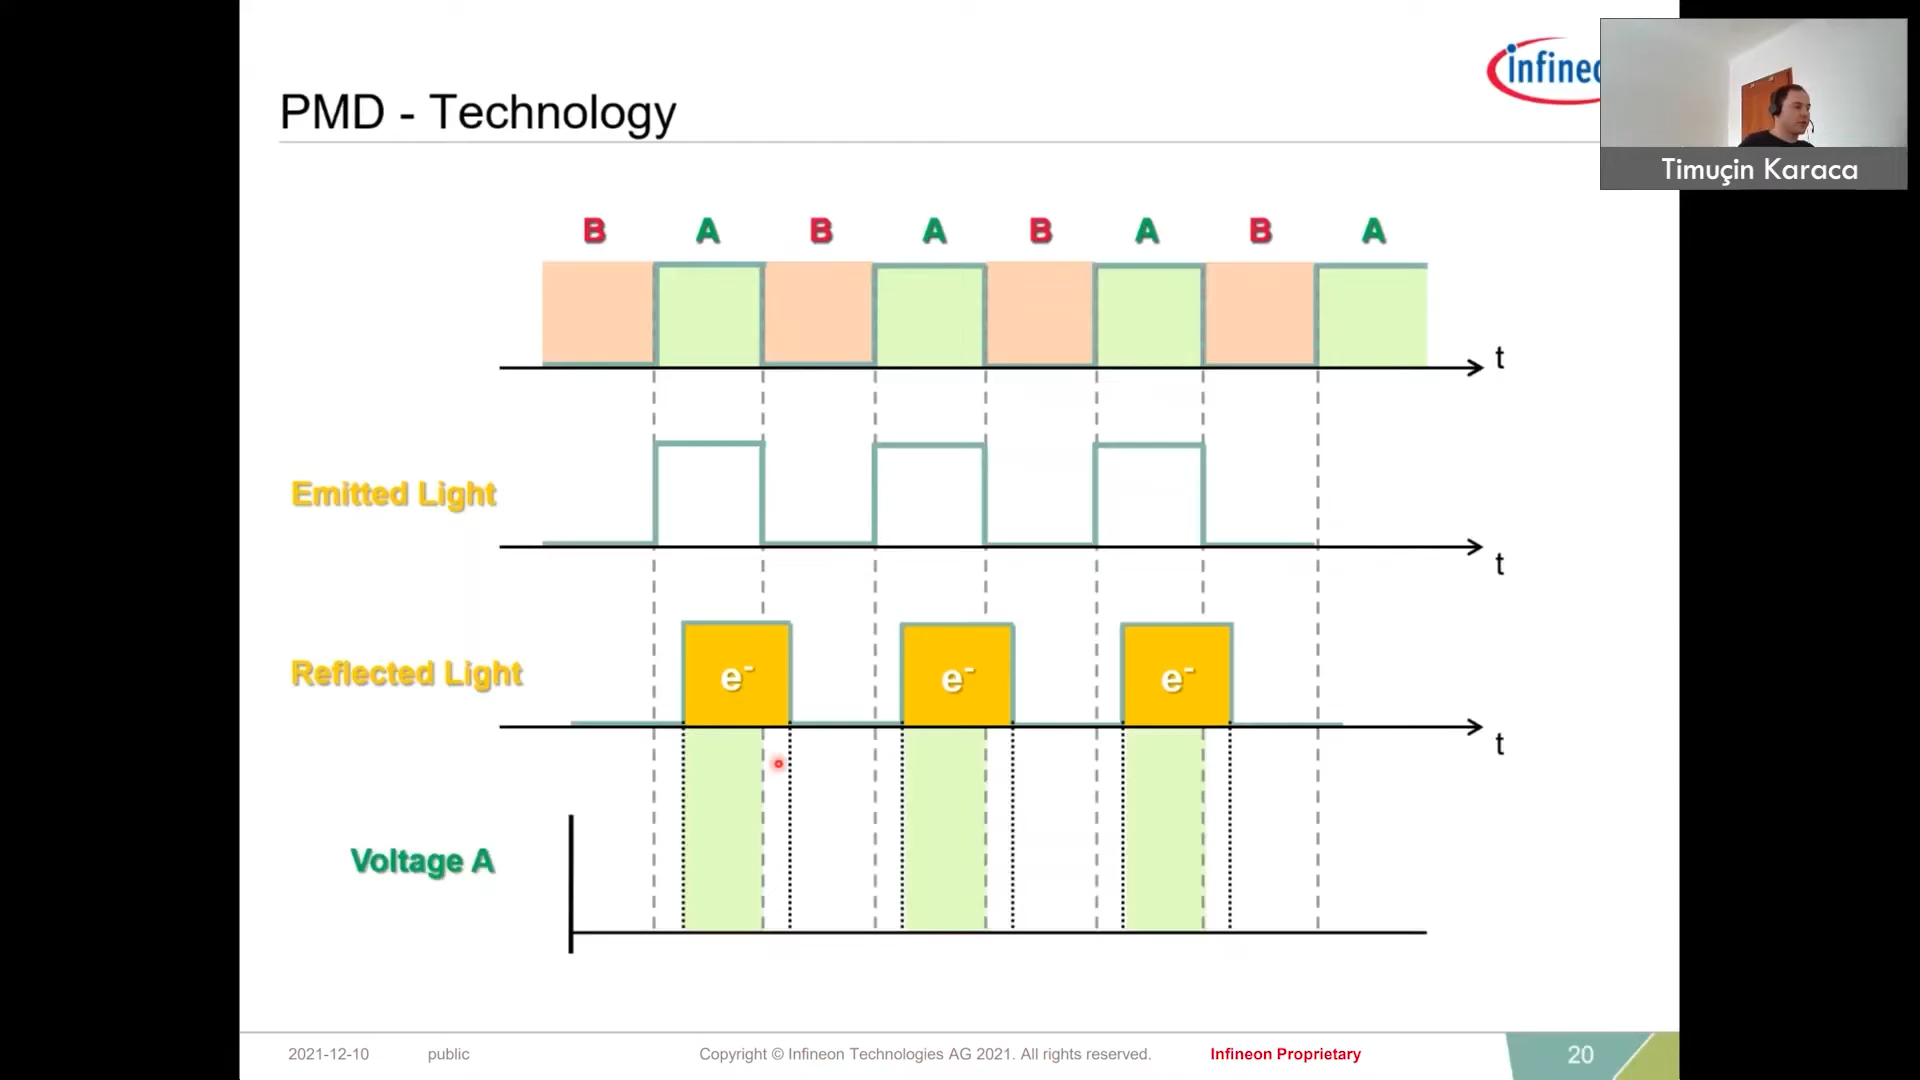 infineo
PMD - Technology
Timuçin Karaca
B A B A B A B A
t
Emitted Light
t
Reflected Light
e- e- e-
t
Voltage A
2021-12-10 public Copyright © Infineon Technologies AG 2021. All rights reserved. Infineon Proprietary 20